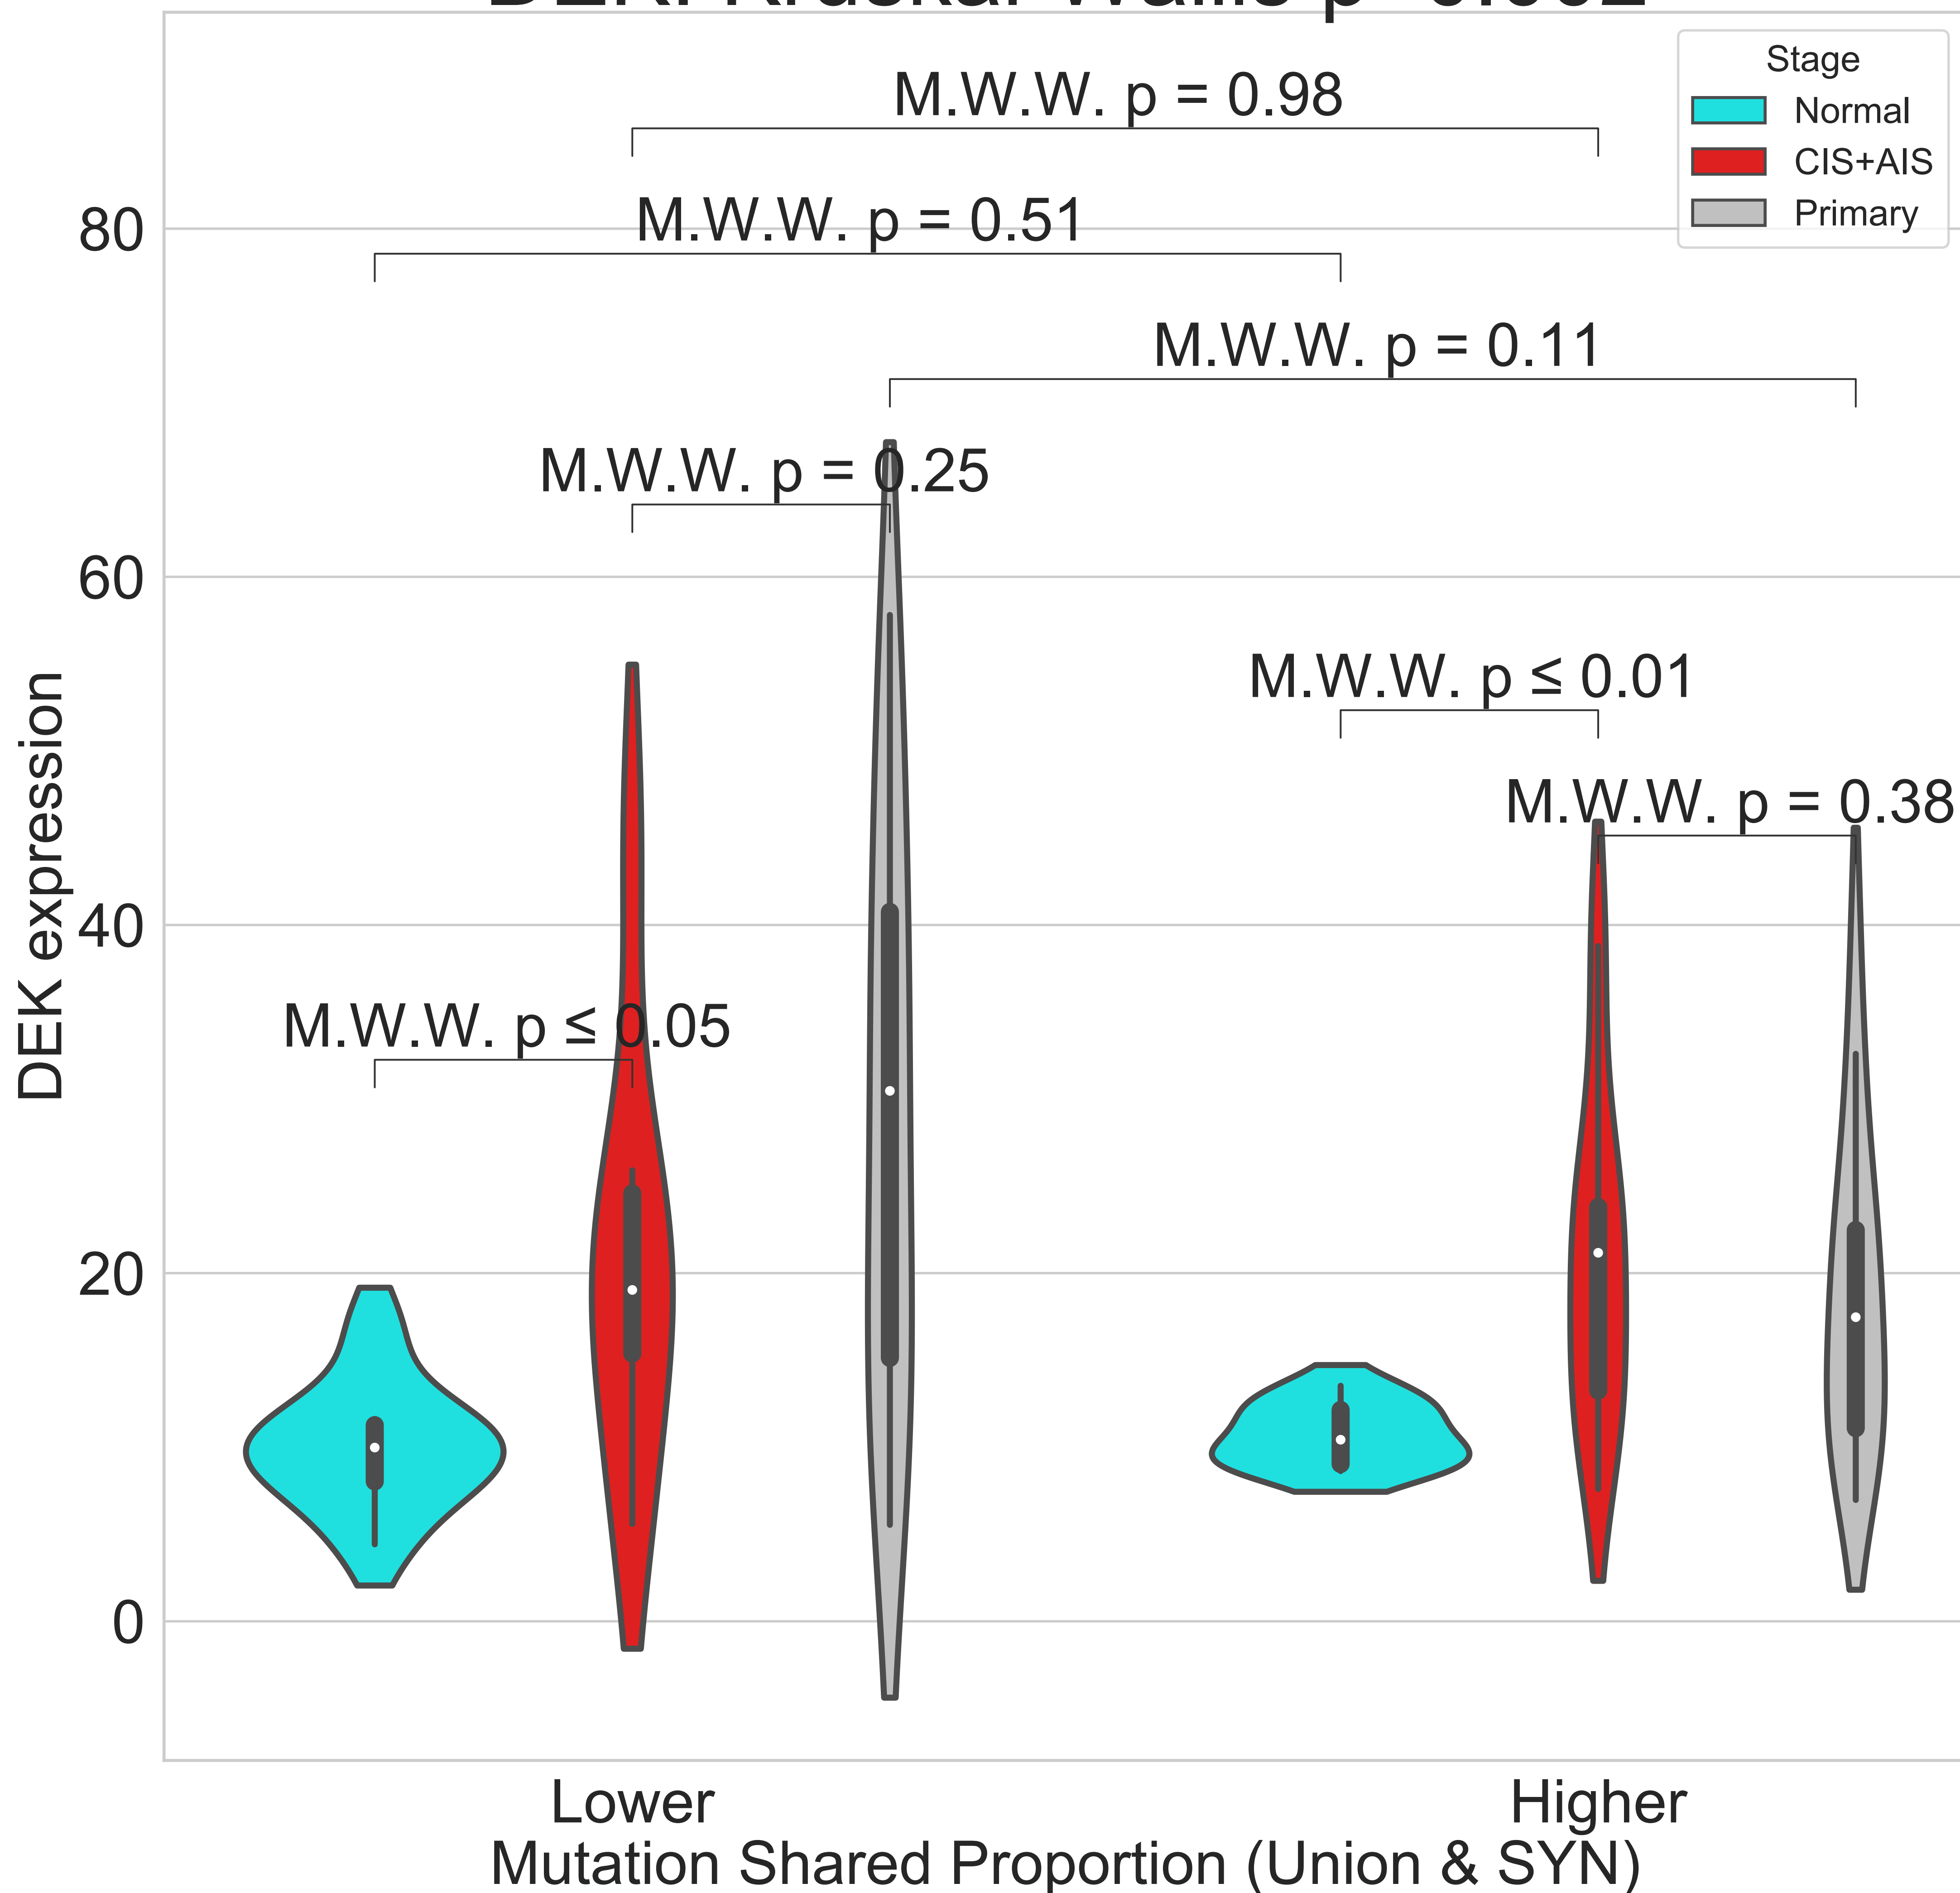 Stage
Normal
CIS+AIS
Primary
M.W.W. p = 0.98
M.W.W. p = 0.51
M.W.W. p = 0.11
M.W.W. p = 0.25
M.W.W. p ≤ 0.01
M.W.W. p = 0.38
M.W.W. p ≤ 0.05
80
60
40
20
0
DEK expression
Lower
Higher
Mutation Shared Proportion (Union & SYN)